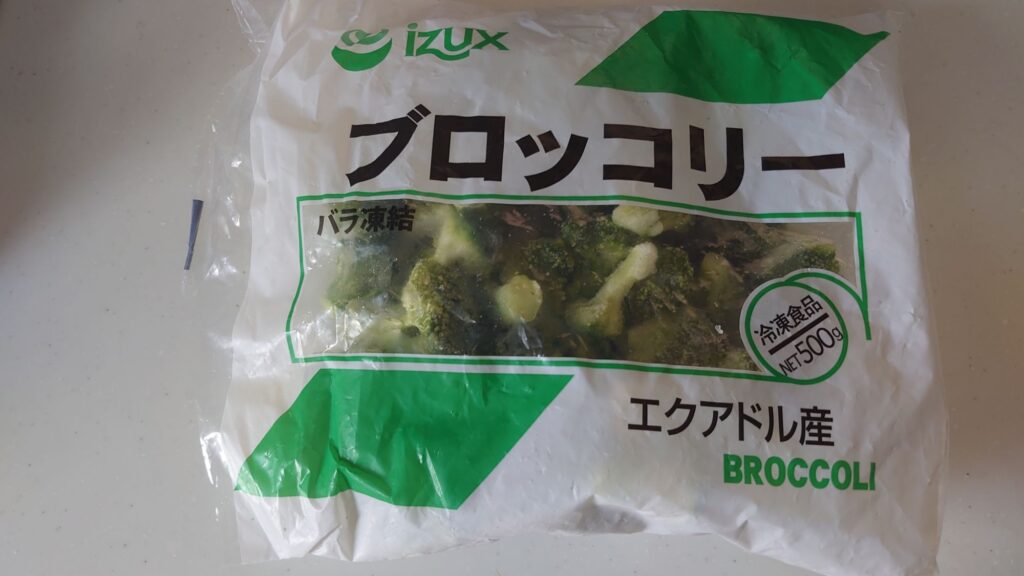 izux
ブロッコリー
バラ凍結
冷凍食品
NET500g
エクアドル産
BROCCOLI